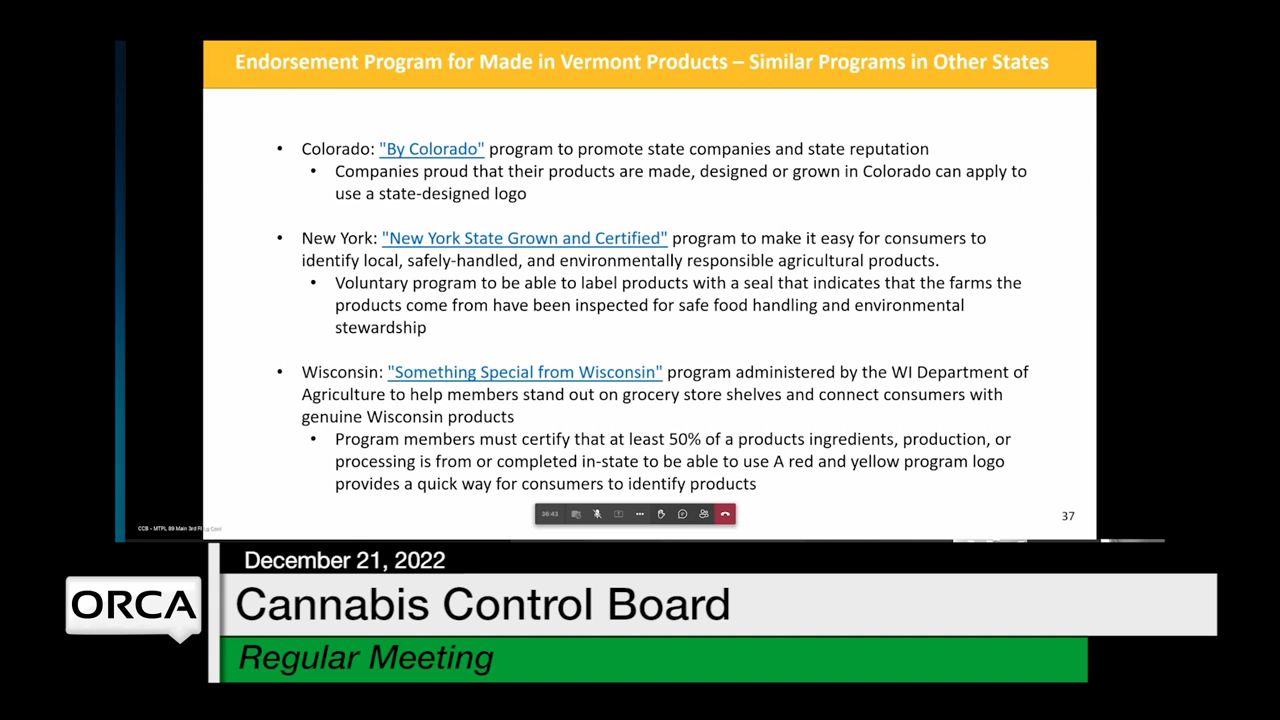 Endorsement Program for Made in Vermont Products – Similar Programs in Other States
• Colorado: "By Colorado" program to promote state companies and state reputation
• Companies proud that their products are made, designed or grown in Colorado can apply to
use a state-designed logo
• New York: "New York State Grown and Certified" program to make it easy for consumers to
identify local, safely-handled, and environmentally responsible agricultural products.
• Voluntary program to be able to label products with a seal that indicates that the farms the
products come from have been inspected for safe food handling and environmental
stewardship
• Wisconsin: "Something Special from Wisconsin" program administered by the WI Department of
Agriculture to help members stand out on grocery store shelves and connect consumers with
genuine Wisconsin products
• Program members must certify that at least 50% of a products ingredients, production, or
processing is from or completed in-state to be able to use A red and yellow program logo
provides a quick way for consumers to identify products
37
CCB - MTPL 89 Main 3rd
December 21, 2022
ORCA
Cannabis Control Board
Regular Meeting